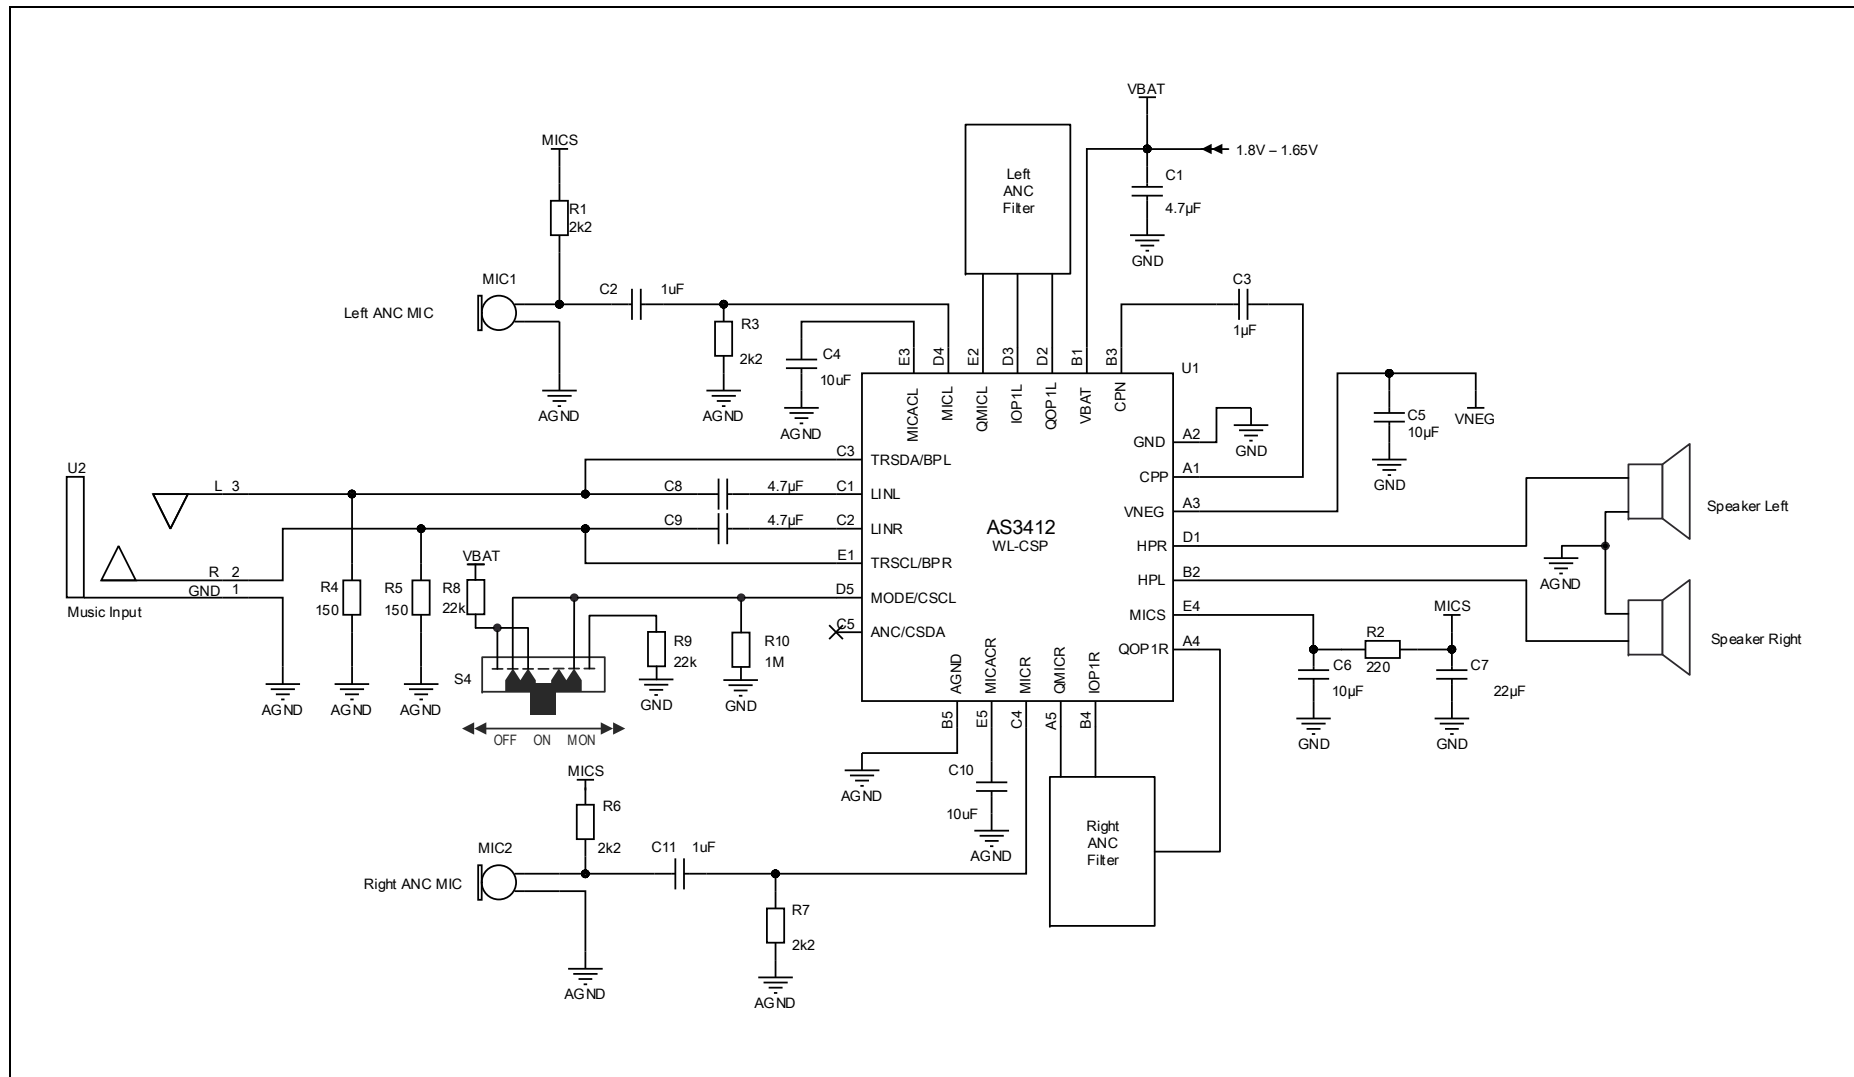 VBAT
1.8V – 1.65V
C1
4.7µF
GND
MICS
R1
2k2
Left
ANC
Filter
MIC1
Left ANC MIC
C2 1uF
R3
2k2
AGND
AGND
C4
10uF
AGND
C3
1µF
E3 D4 E2 D3 D2 B1 B3
U1
MICACL MICL QMICL IOP1L QOP1L VBAT CPN
C5
10µF
VNEG
GND
GND A2
GND
CPP A1
VNEG A3
HPR D1
HPL B2
MICS E4
QOP1R A4
AS3412
WL-CSP
C3 TRSDA/BPL
C1 LINL
C2 LINR
E1 TRSCL/BPR
D5 MODE/CSCL
C5 ANC/CSDA
U2
L 3
R 2
GND 1
Music Input
C8 4.7µF
C9 4.7µF
VBAT
R4
150
R5
150
R8
22k
R9
22k
R10
1M
S4
AGND
AGND
AGND
GND
GND
OFF ON MON
Speaker Left
AGND
Speaker Right
MICS
R2
220
C6
10µF
C7
22µF
GND
GND
AGND MICACR MICR QMICR IOP1R
B5 E5 C4 A5 B4
AGND
C10
10uF
AGND
Right
ANC
Filter
MICS
R6
2k2
MIC2
Right ANC MIC
C11 1uF
R7
2k2
AGND
AGND